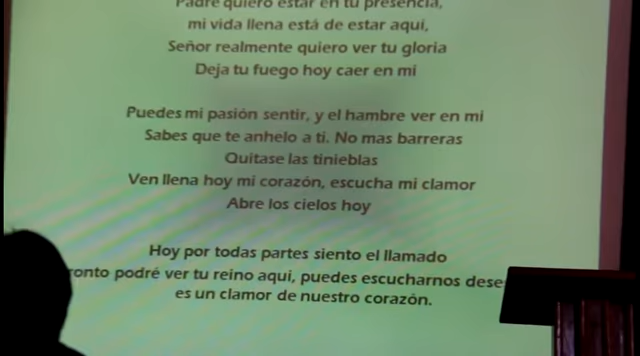 Padre quiero estar en tu presencia,
mi vida llena está de estar aquí,
Señor realmente quiero ver tu gloria
Deja tu fuego hoy caer en mi
Puedes mi pasión sentir, y el hambre ver en mi
Sabes que te anhelo a ti. No mas barreras
Quitase las tinieblas
Ven llena hoy mi corazón, escucha mi clamor
Abre los cielos hoy
Hoy por todas partes siento el llamado
ronto podré ver tu reino aqui, puedes escucharnos dese
es un clamor de nuestro corazón.